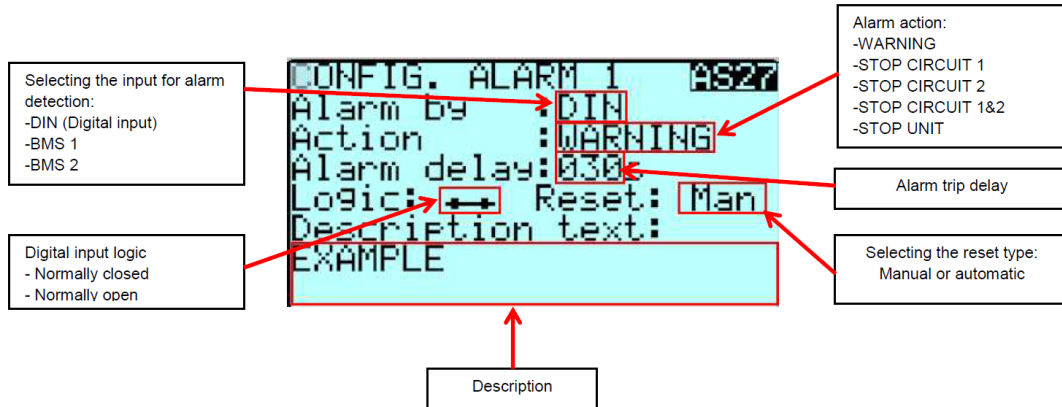 Alarm action:
-WARNING
-STOP CIRCUIT 1
-STOP CIRCUIT 2
-STOP CIRCUIT 1&2
-STOP UNIT
Selecting the input for alarm
detection:
-DIN (Digital input)
-BMS 1
-BMS 2
CONFIG. ALARM 1 AS27
Alarm by :DIN
Action :WARNING
Alarm delay:030s
Logic: Reset: Man
Description text:
EXAMPLE
Alarm trip delay
Digital input logic
- Normally closed
- Normally open
Selecting the reset type:
Manual or automatic
Description